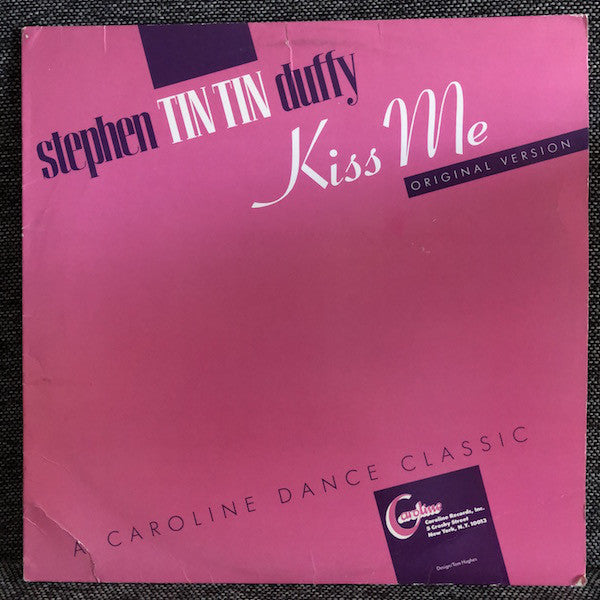 stephen TIN TIN duffy
Kiss Me
ORIGINAL VERSION
A CAROLINE DANCE CLASSIC
Caroline
Caroline Records, Inc.
5 Crosby Street
New York, N.Y. 10013
Design/Tom Hughes